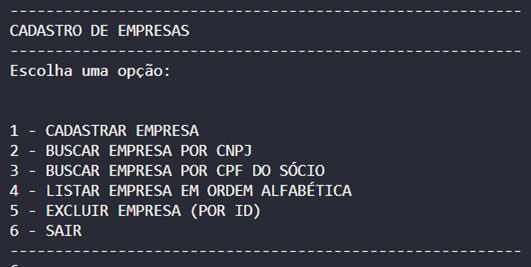 ---------------------------------------------------------
CADASTRO DE EMPRESAS
---------------------------------------------------------
Escolha uma opção:
1 - CADASTRAR EMPRESA
2 - BUSCAR EMPRESA POR CNPJ
3 - BUSCAR EMPRESA POR CPF DO SÓCIO
4 - LISTAR EMPRESA EM ORDEM ALFABÉTICA
5 - EXCLUIR EMPRESA (POR ID)
6 - SAIR
---------------------------------------------------------